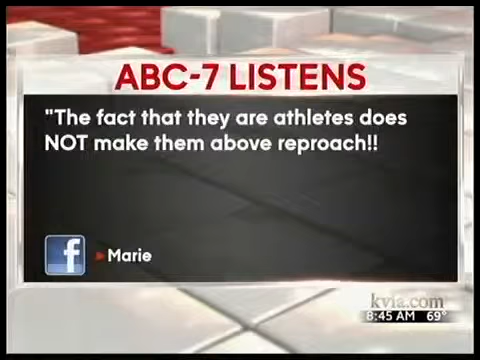 ABC-7 LISTENS
"The fact that they are athletes does
NOT make them above reproach!!
f
Marie
kvia.com
8:45 AM 69°